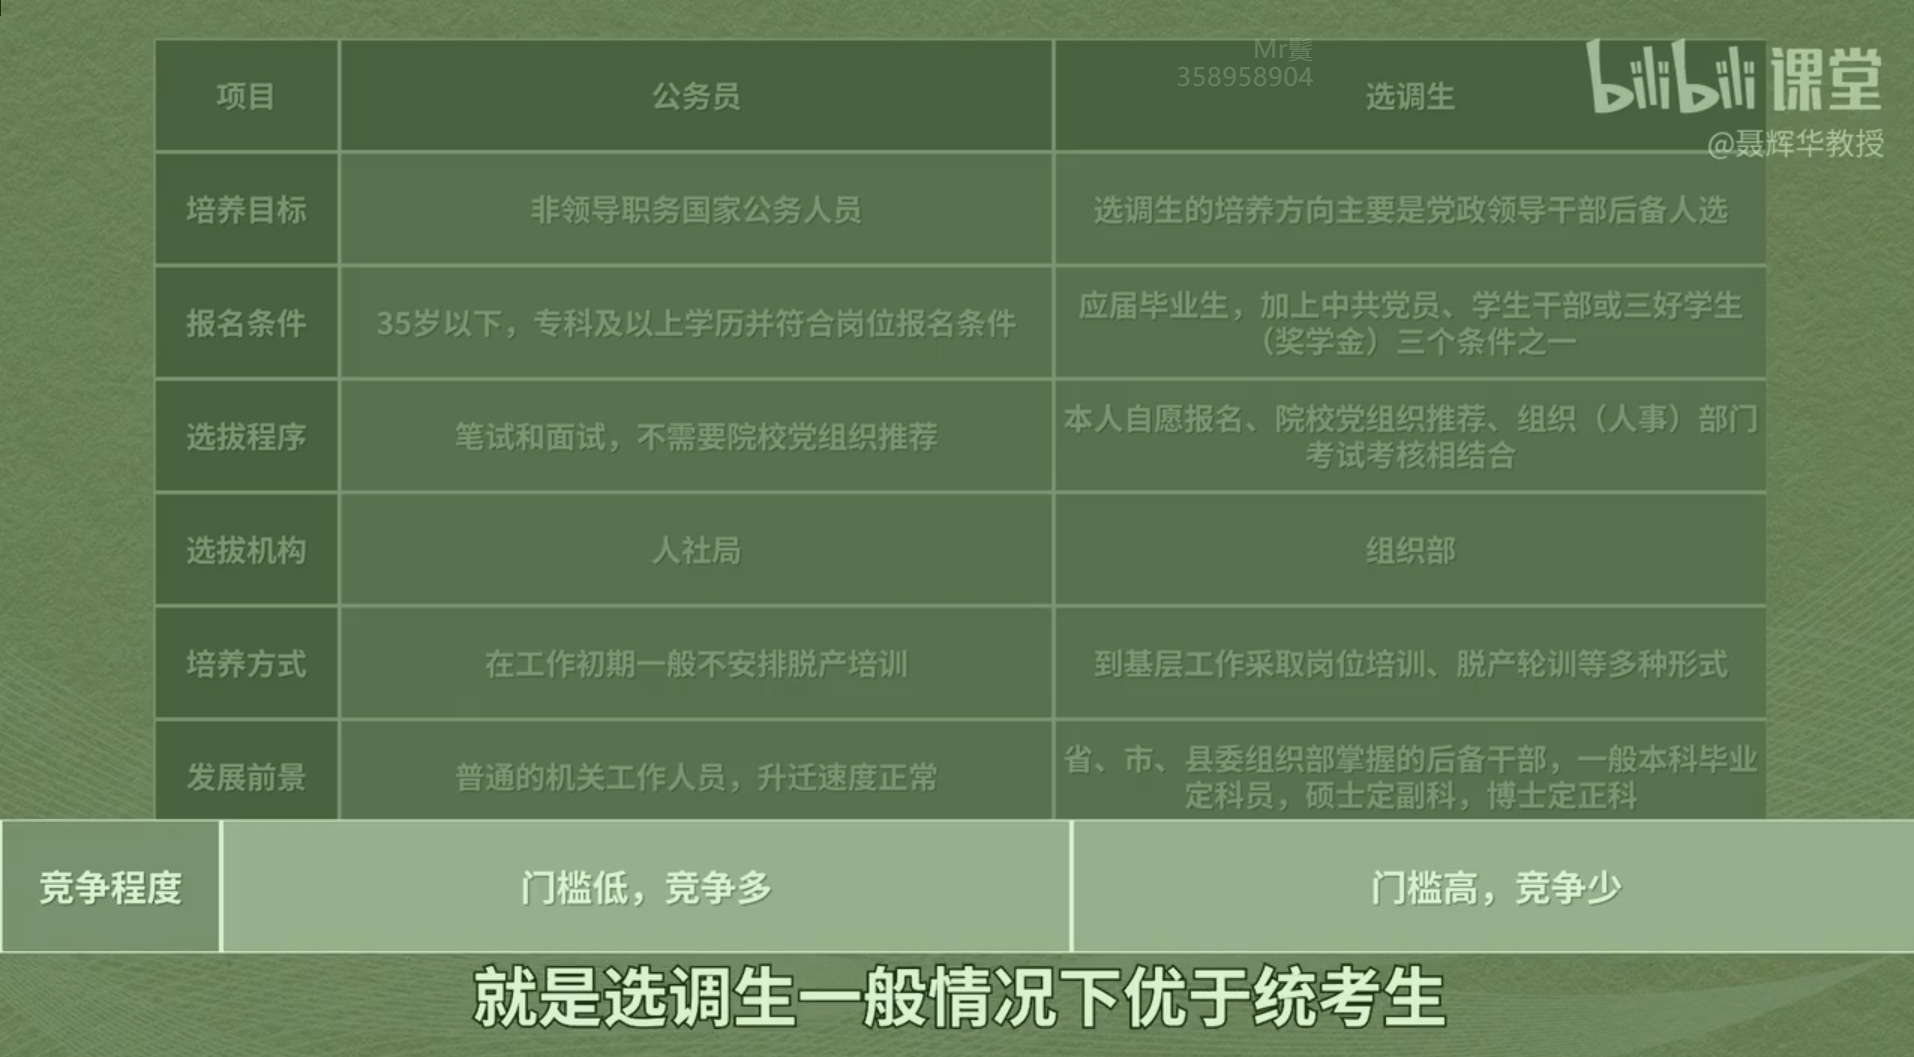 Mr鬘
358958904
bilibili课堂
@聂辉华教授
项目 公务员 选调生
培养目标 非领导职务国家公务人员 选调生的培养方向主要是党政领导干部后备人选
报名条件 35岁以下，专科及以上学历并符合岗位报名条件 应届毕业生，加上中共党员、学生干部或三好学生
（奖学金）三个条件之一
选拔程序 笔试和面试，不需要院校党组织推荐 本人自愿报名、院校党组织推荐、组织（人事）部门
考试考核相结合
选拔机构 人社局 组织部
培养方式 在工作初期一般不安排脱产培训 到基层工作采取岗位培训、脱产轮训等多种形式
发展前景 普通的机关工作人员，升迁速度正常 省、市、县委组织部掌握的后备干部，一般本科毕业
定科员，硕士定副科，博士定正科
竞争程度 门槛低，竞争多 门槛高，竞争少
就是选调生一般情况下优于统考生